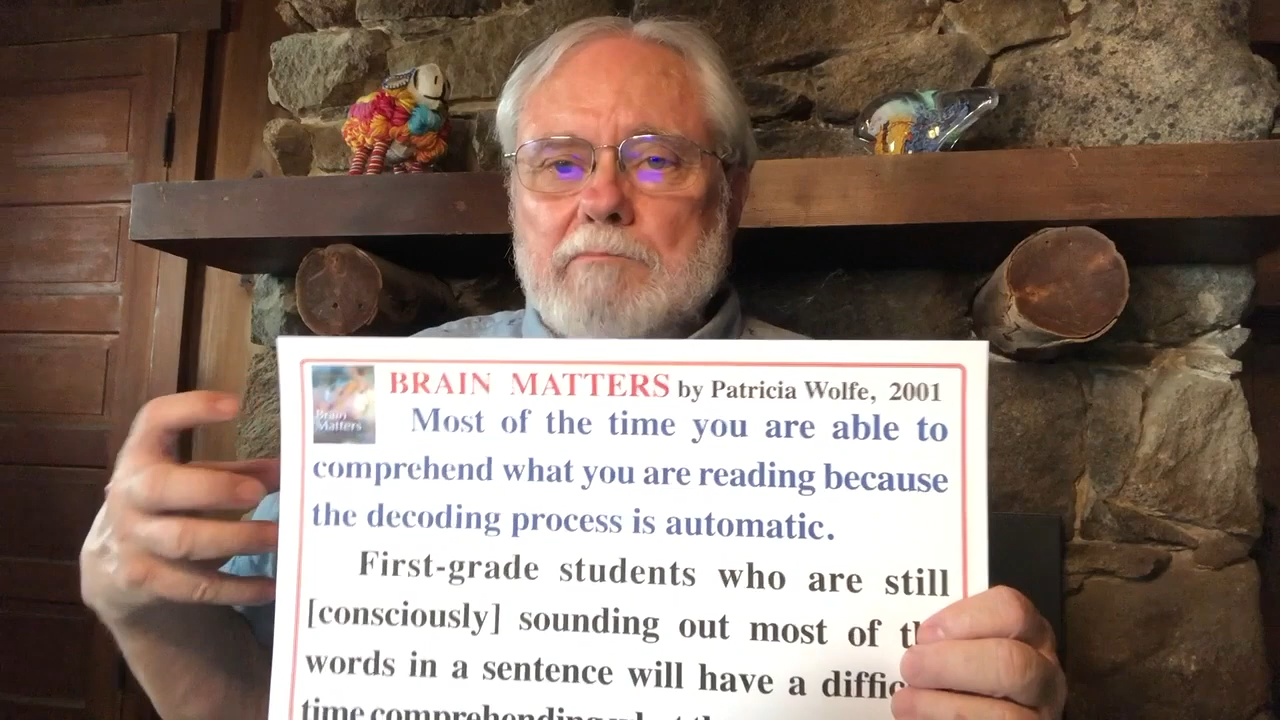 BRAIN MATTERS by Patricia Wolfe, 2001
Brain
Matters
Most of the time you are able to
comprehend what you are reading because
the decoding process is automatic.
First-grade students who are still
[consciously] sounding out most of
words in a sentence will have a
time comprehending